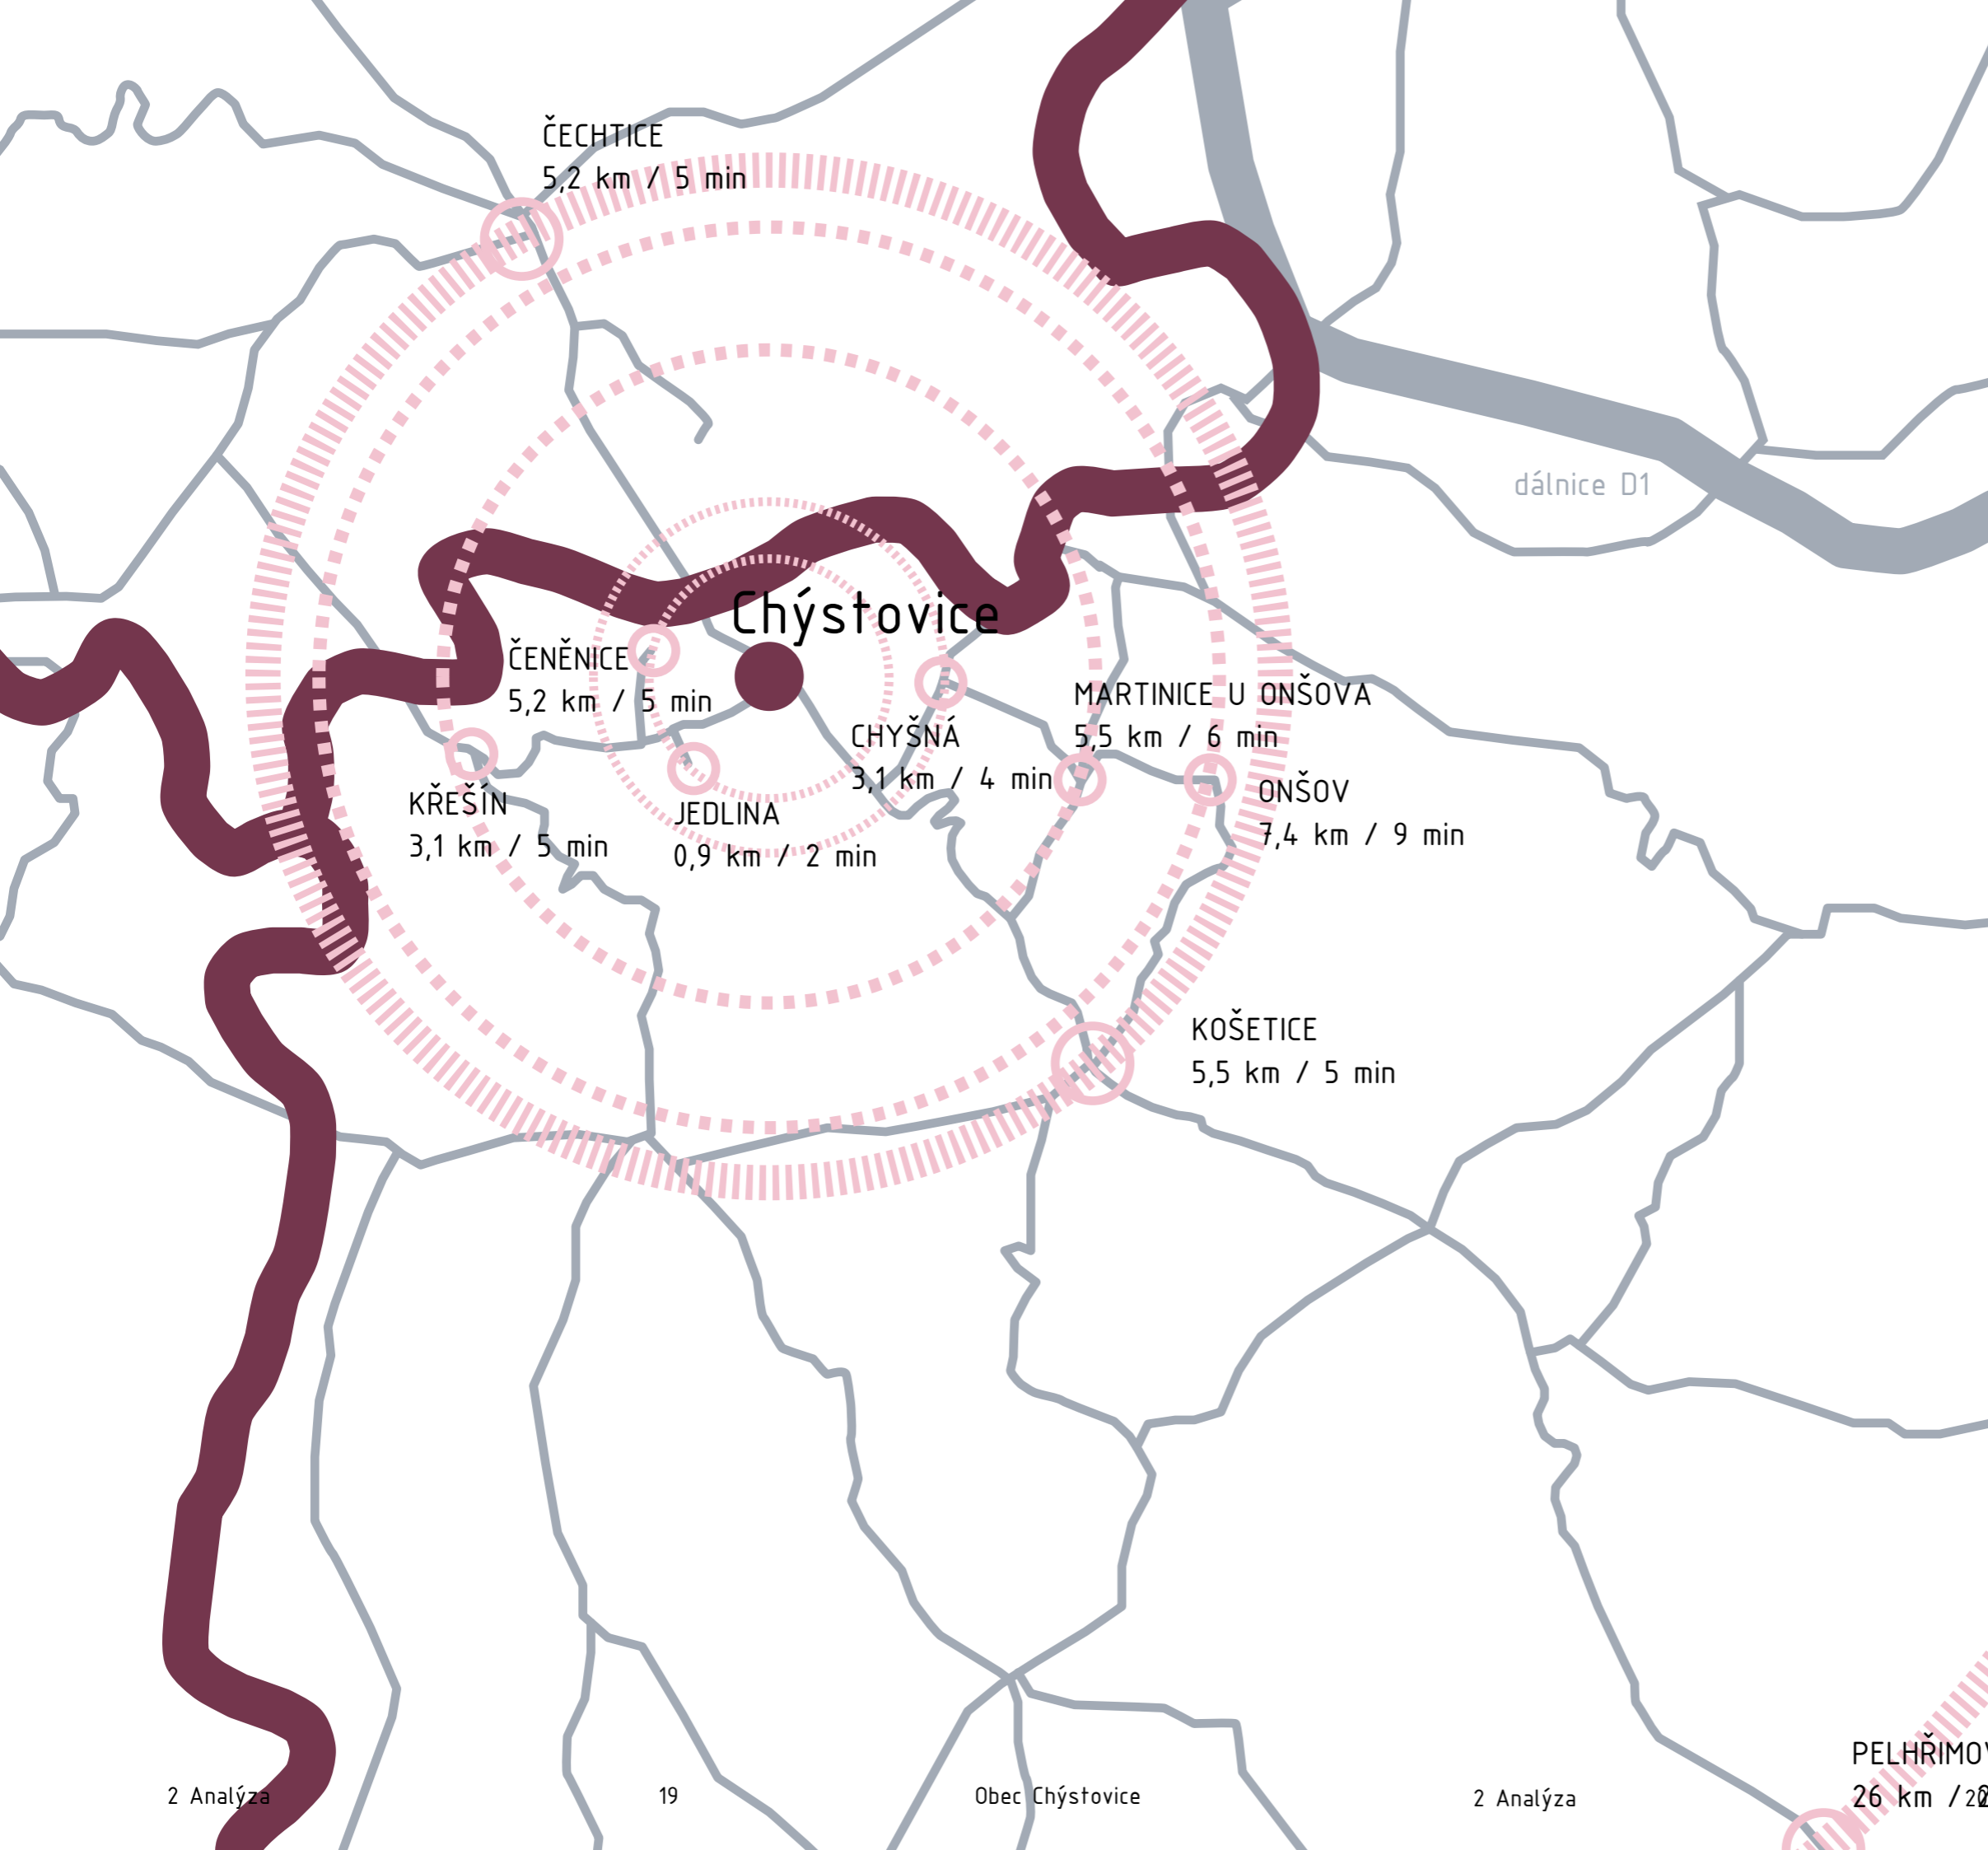 ČECHTICE
5,2 km / 5 min
dálnice D1
Chýstovice
ČENĚNICE
5,2 km / 5 min
MARTINICE U ONŠOVA
5,5 km / 6 min
CHYŠNÁ
3,1 km / 4 min
ONŠOV
7,4 km / 9 min
KŘEŠÍN
3,1 km / 5 min
JEDLINA
0,9 km / 2 min
KOŠETICE
5,5 km / 5 min
PELHŘIMOV
26 km /
2 Analýza
19
Obec Chýstovice
2 Analýza